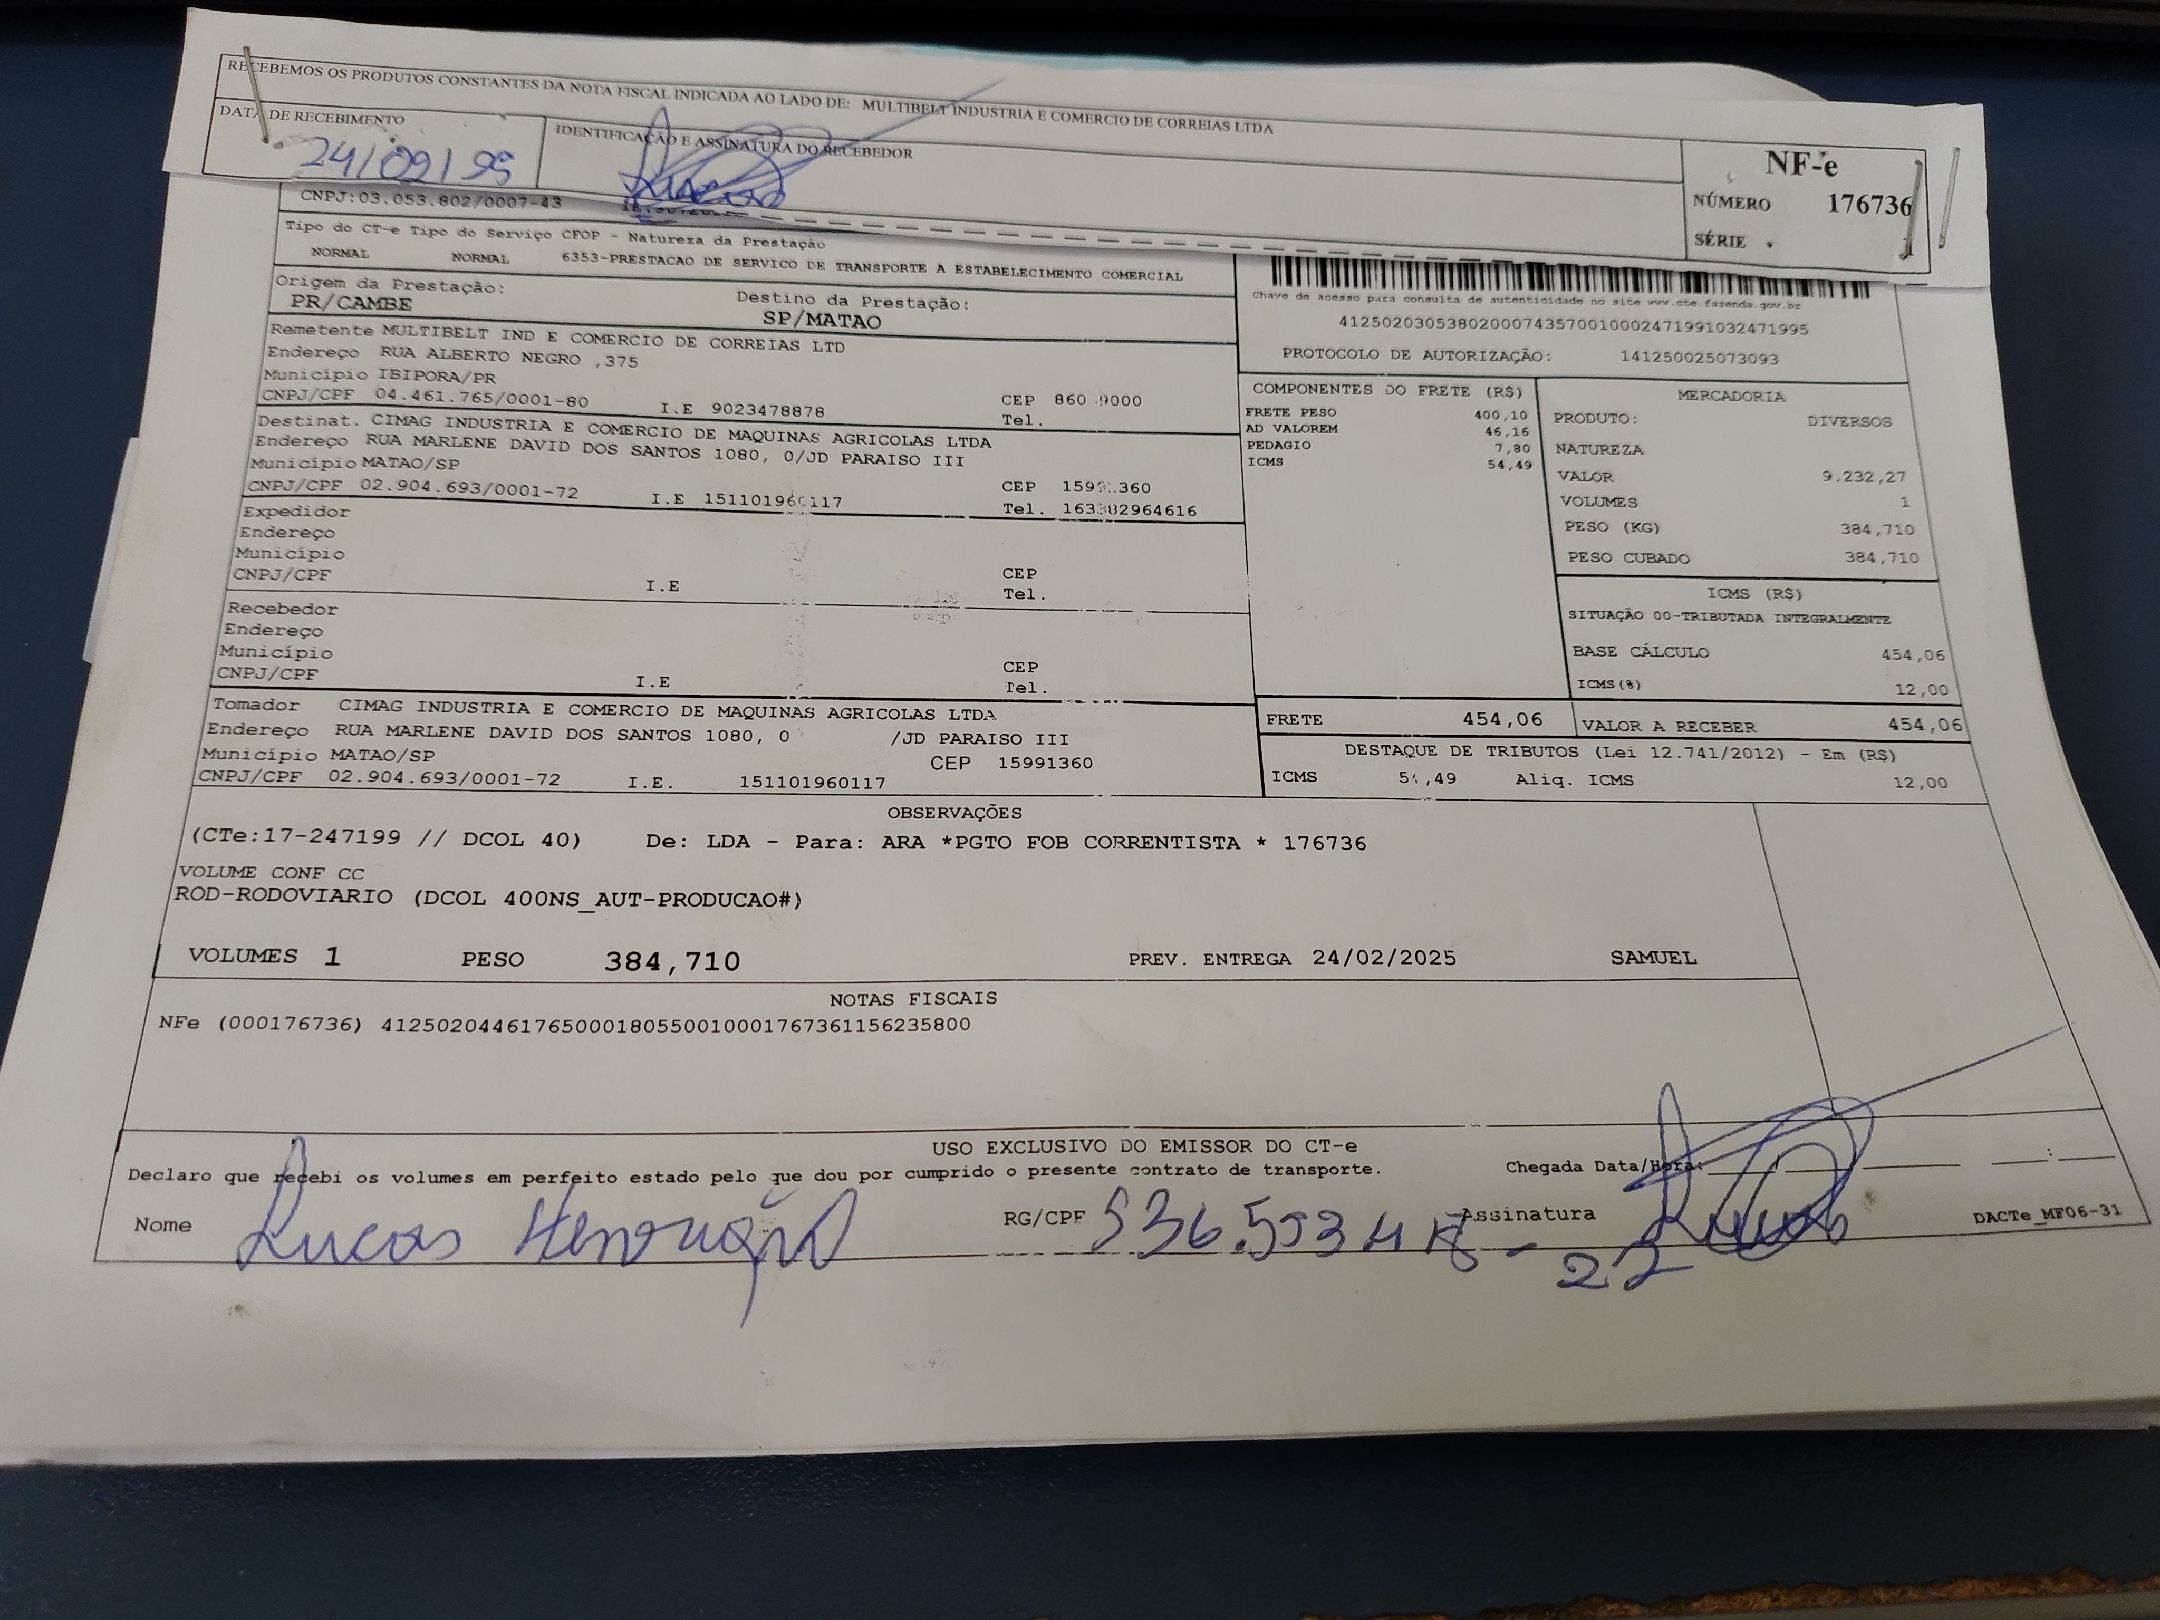 RECEBEMOS OS PRODUTOS CONSTANTES DA NOTA FISCAL INDICADA AO LADO DE: MULTIBELT INDUSTRIA E COMERCIO DE CORREIAS LTDA
DATA DE RECEBIMENTO
IDENTIFICAÇÃO E ASSINATURA DO RECEBEDOR
NF-e
NÚMERO 176736
SÉRIE 1
CNPJ:03.053.802/0007-43
Tipo do CT-e Tipo do Serviço CFOP - Natureza da Prestação
NORMAL NORMAL 6353-PRESTACAO DE SERVICO DE TRANSPORTE A ESTABELECIMENTO COMERCIAL
Origem da Prestação: Destino da Prestação:
PR/CAMBE SP/MATAO
Chave de acesso para consulta de autenticidade no site www.cte.fazenda.gov.br
41250203053802000743570010002471991032471995
PROTOCOLO DE AUTORIZAÇÃO: 141250025073093
Remetente MULTIBELT IND E COMERCIO DE CORREIAS LTD
Endereço RUA ALBERTO NEGRO ,375
Município IBIPORA/PR
CNPJ/CPF 04.461.765/0001-80 I.E 9023478878 CEP
Tel.
Destinat. CIMAG INDUSTRIA E COMERCIO DE MAQUINAS AGRICOLAS LTDA
Endereço RUA MARLENE DAVID DOS SANTOS 1080, 0/JD PARAISO III
Município MATAO/SP
CNPJ/CPF 02.904.693/0001-72 I.E 151101960117 CEP
Tel. 163382964616
Expedidor
Endereço
Município
CNPJ/CPF I.E CEP
Tel.
Recebedor
Endereço
Município
CNPJ/CPF I.E CEP
Tel.
Tomador CIMAG INDUSTRIA E COMERCIO DE MAQUINAS AGRICOLAS LTDA
Endereço RUA MARLENE DAVID DOS SANTOS 1080, 0 /JD PARAISO III
Município MATAO/SP CEP 15991360
CNPJ/CPF 02.904.693/0001-72 I.E. 151101960117
COMPONENTES DO FRETE (R$)
FRETE PESO 400,10
AD VALOREM 46,16
PEDAGIO 7,80
ICMS 54,49
MERCADORIA
PRODUTO: DIVERSOS
NATUREZA
VALOR 9.232,27
VOLUMES 1
PESO (KG) 384,710
PESO CUBADO 384,710
ICMS (R$)
SITUAÇÃO 00-TRIBUTADA INTEGRALMENTE
BASE CÁLCULO 454,06
ICMS(%) 12,00
FRETE 454,06 VALOR A RECEBER 454,06
DESTAQUE DE TRIBUTOS (Lei 12.741/2012) - Em (R$)
ICMS 54,49 Aliq. ICMS 12,00
OBSERVAÇÕES
(CTe:17-247199 // DCOL 40) De: LDA - Para: ARA *PGTO FOB CORRENTISTA * 176736
VOLUME CONF CC
ROD-RODOVIARIO (DCOL 400NS_AUT-PRODUCAO#)
VOLUMES 1 PESO 384,710 PREV. ENTREGA 24/02/2025 SAMUEL
NOTAS FISCAIS
NFe (000176736) 41250204461765000180550010001767361156235800
USO EXCLUSIVO DO EMISSOR DO CT-e
Declaro que recebi os volumes em perfeito estado pelo que dou por cumprido o presente contrato de transporte. Chegada Data/Hora:
Nome Lucas RG/CPF Assinatura
DACTe_MF06-31